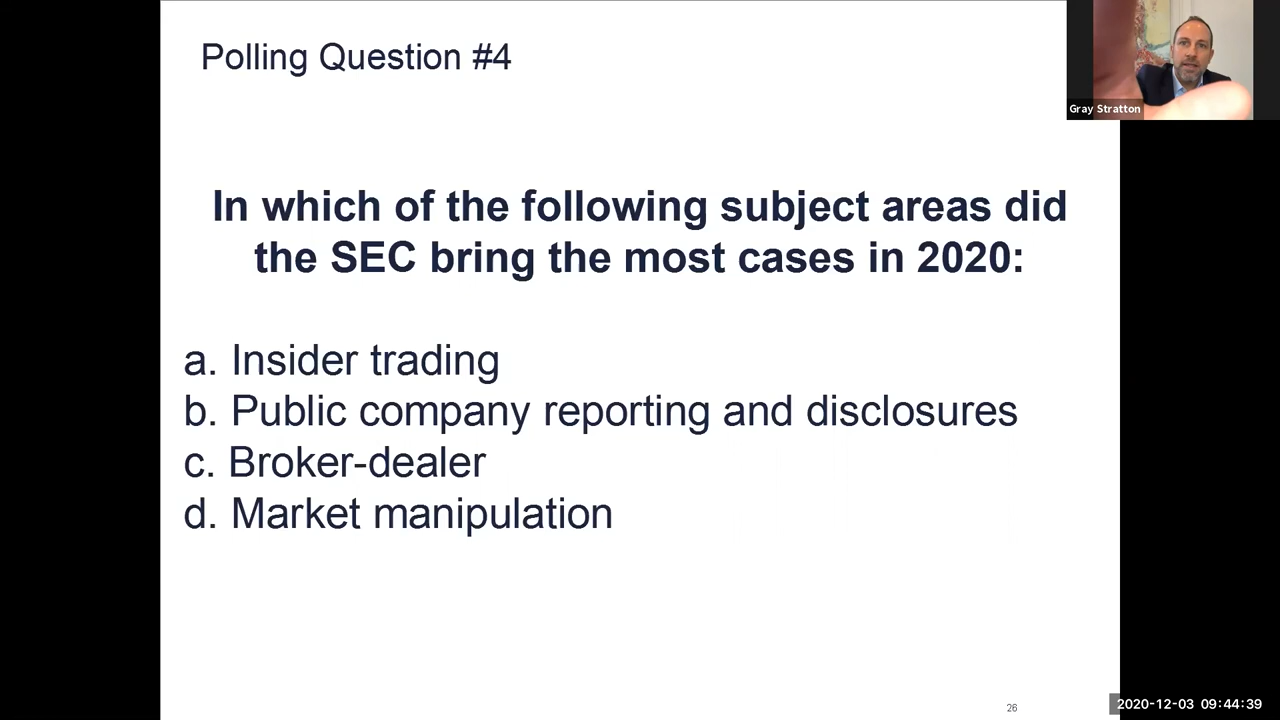 Polling Question #4
Gray Stratton
In which of the following subject areas did
the SEC bring the most cases in 2020:
a. Insider trading
b. Public company reporting and disclosures
c. Broker-dealer
d. Market manipulation
26
2020-12-03 09:44:39